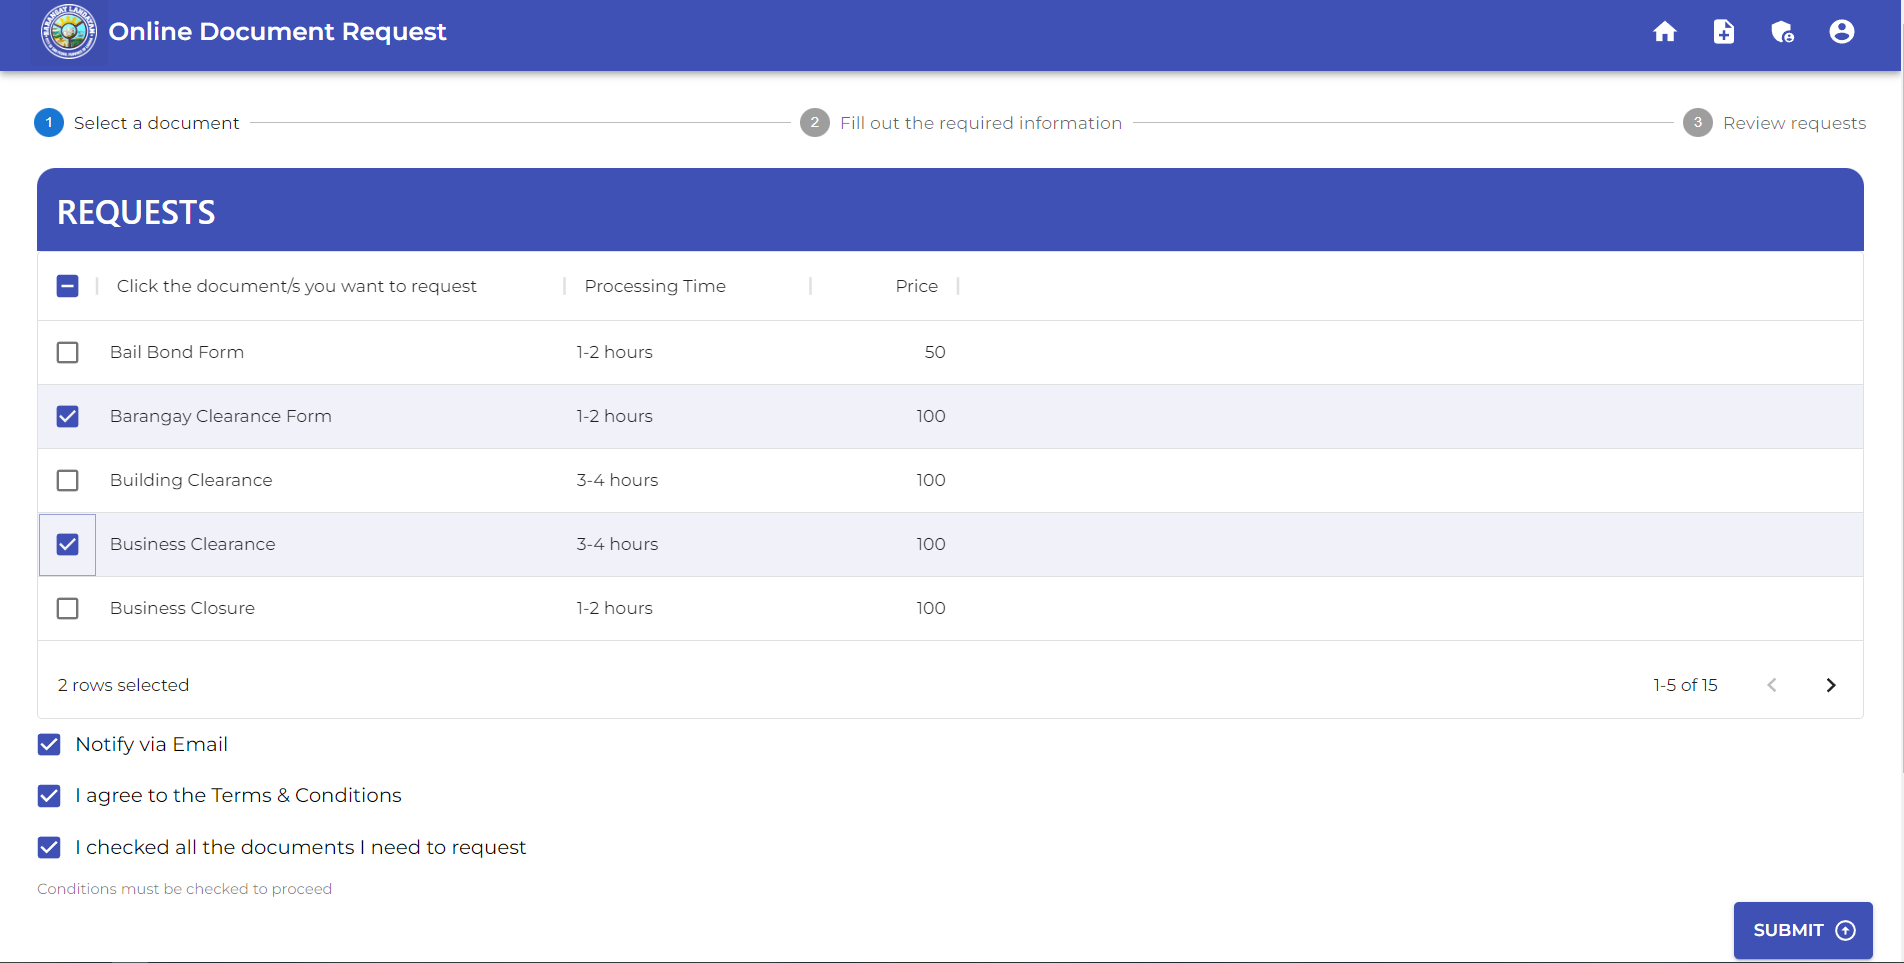 BARANGAY LANDAYAN
Online Document Request
1 Select a document 2 Fill out the required information 3 Review requests
REQUESTS
Click the document/s you want to request Processing Time Price
Bail Bond Form 1-2 hours 50
Barangay Clearance Form 1-2 hours 100
Building Clearance 3-4 hours 100
Business Clearance 3-4 hours 100
Business Closure 1-2 hours 100
2 rows selected 1-5 of 15
Notify via Email
I agree to the Terms & Conditions
I checked all the documents I need to request
Conditions must be checked to proceed
SUBMIT